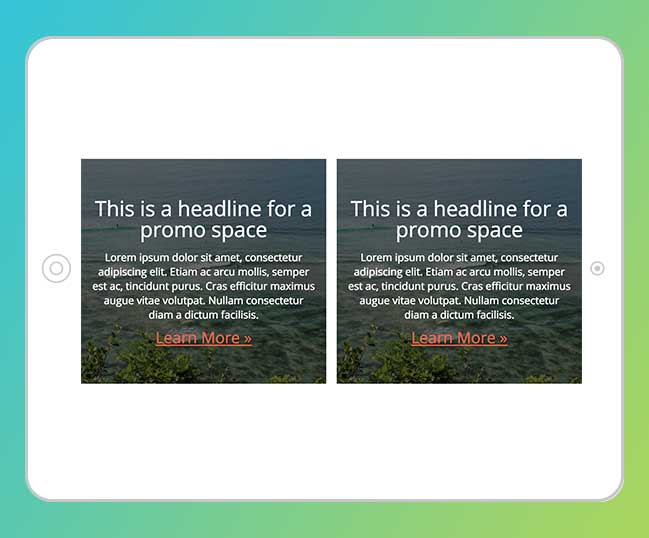 This is a headline for a
promo space
Lorem ipsum dolor sit amet, consectetur
adipiscing elit. Etiam ac arcu mollis, semper
est ac, tincidunt purus. Cras efficitur maximus
augue vitae volutpat. Nullam consectetur
diam a dictum facilisis.
Learn More »
This is a headline for a
promo space
Lorem ipsum dolor sit amet, consectetur
adipiscing elit. Etiam ac arcu mollis, semper
est ac, tincidunt purus. Cras efficitur maximus
augue vitae volutpat. Nullam consectetur
diam a dictum facilisis.
Learn More »